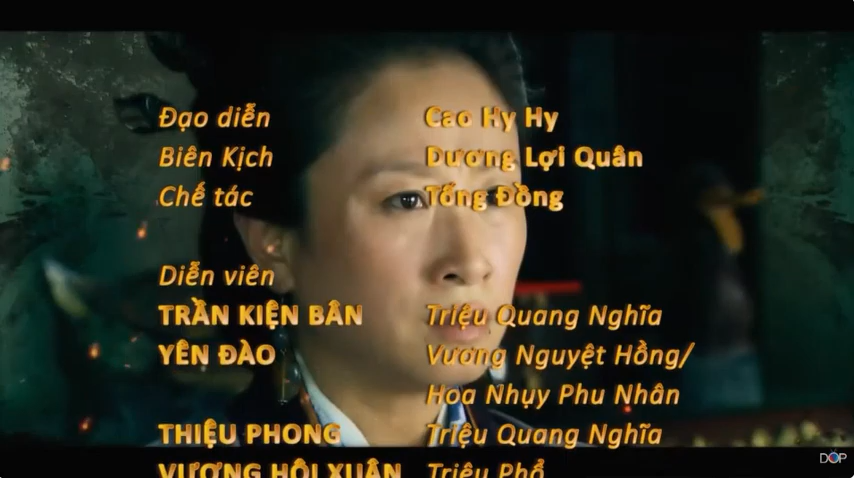 Đạo diễn Cao Hy Hy
Biên Kịch Dương Lợi Quân
Chế tác Tống Đồng
Diễn viên
TRẦN KIỆN BÂN Triệu Quang Nghĩa
YÊN ĐÀO Vương Nguyệt Hồng/
Hoa Nhụy Phu Nhân
THIỆU PHONG Triệu Quang Nghĩa
VƯƠNG HỘI XUÂN Triệu Phổ
DOP